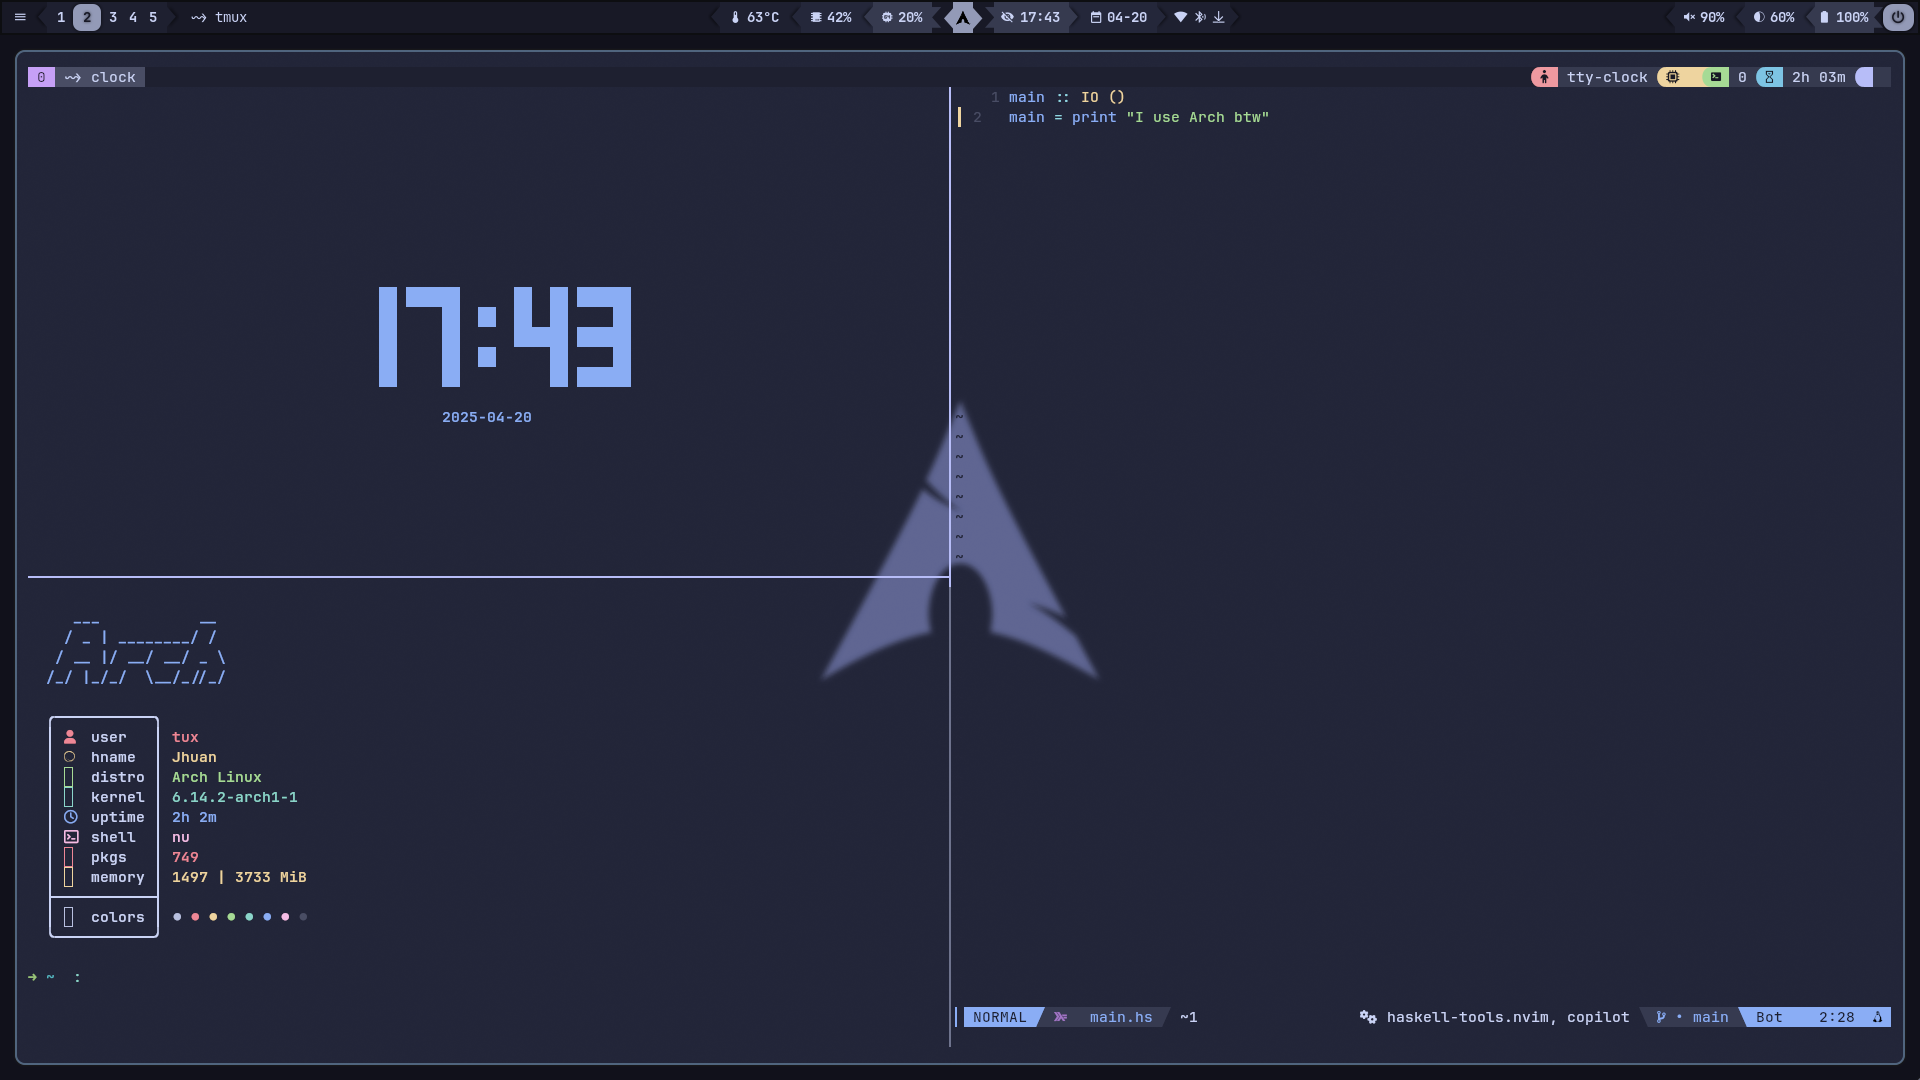 1 2 3 4 5 tmux 63°C 42% 20% 17:43 04-20 90% 60% 100%
0 clock tty-clock 0 2h 03m
17:43
2025-04-20
user tux
hname Jhuan
distro Arch Linux
kernel 6.14.2-arch1-1
uptime 2h 2m
shell nu
pkgs 749
memory 1497 | 3733 MiB
colors
~ :
1 main :: IO ()
2 main = print "I use Arch btw"
~
~
~
~
~
~
~
~
NORMAL main.hs ~1 haskell-tools.nvim, copilot • main Bot 2:28